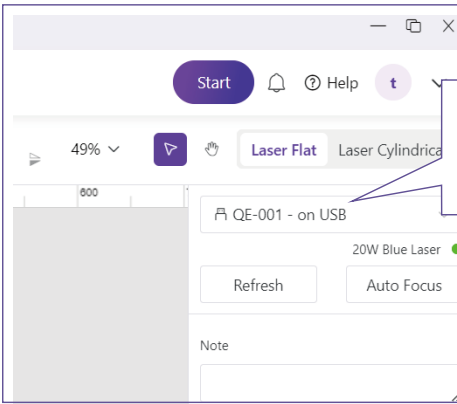 Start
Help
t
49%
Laser Flat
Laser Cylindrica
600
QE-001 - on USB
20W Blue Laser
Refresh
Auto Focus
Note